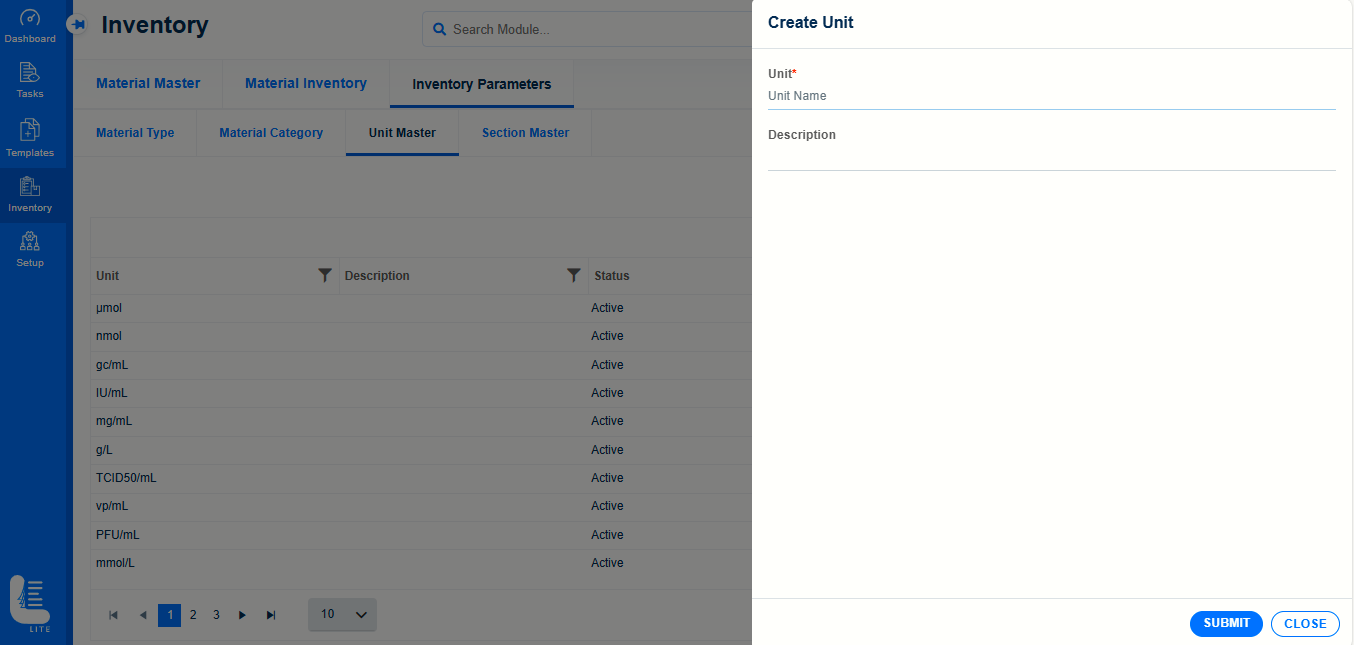 Dashboard
Tasks
Templates
Inventory
Setup
LITE
Inventory
Search Module...
Material Master
Material Inventory
Inventory Parameters
Material Type
Material Category
Unit Master
Section Master
Unit
Description
Status
µmol
Active
nmol
Active
gc/mL
Active
IU/mL
Active
mg/mL
Active
g/L
Active
TCID50/mL
Active
vp/mL
Active
PFU/mL
Active
mmol/L
Active
1 2 3
10
Create Unit
Unit*
Unit Name
Description
SUBMIT
CLOSE